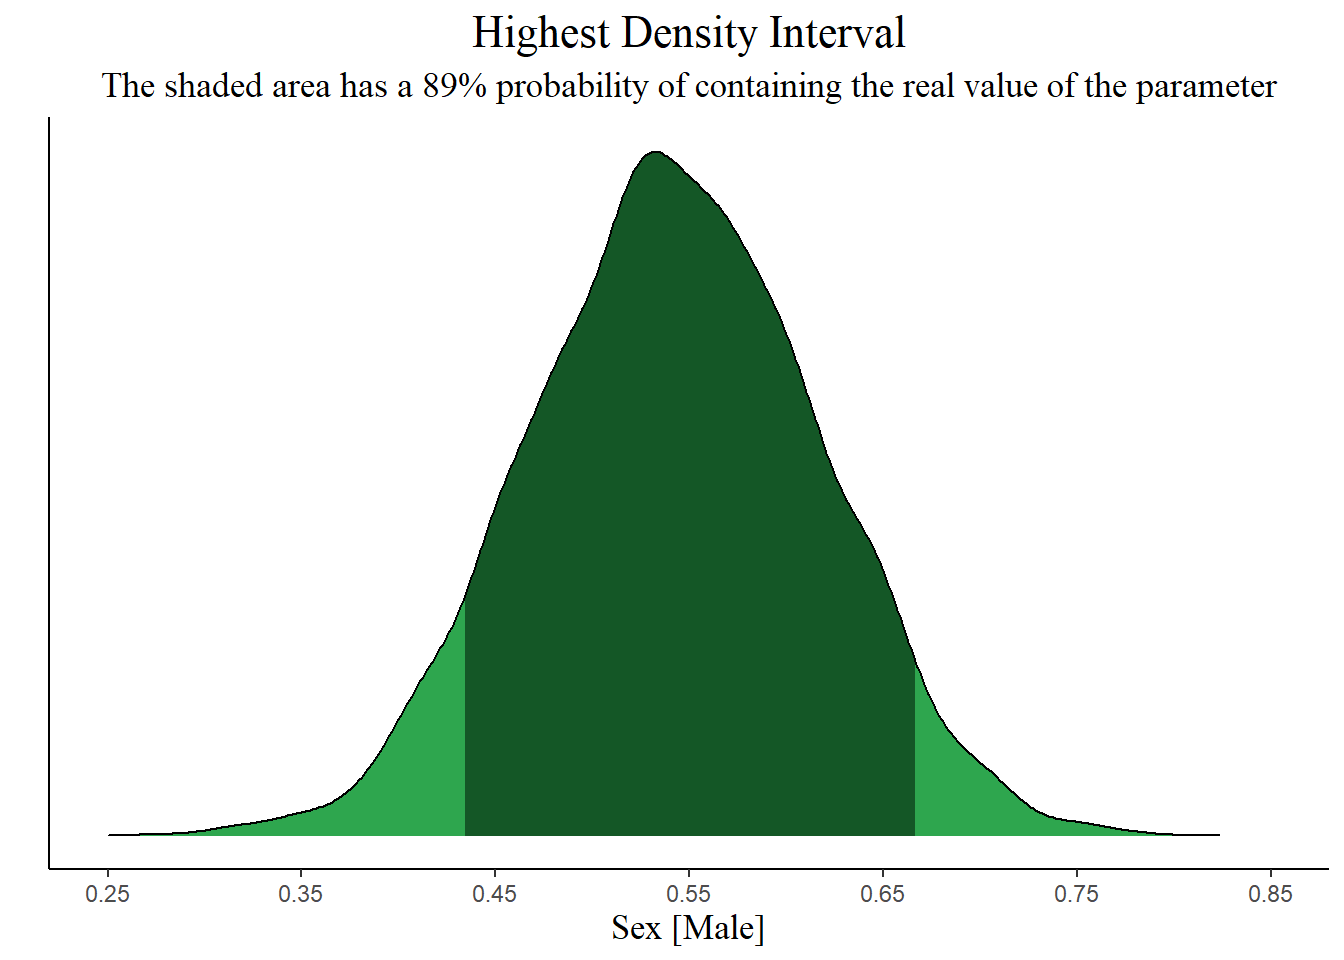 Highest Density Interval
The shaded area has a 89% probability of containing the real value of the parameter
0.25 0.35 0.45 0.55 0.65 0.75 0.85
Sex [Male]